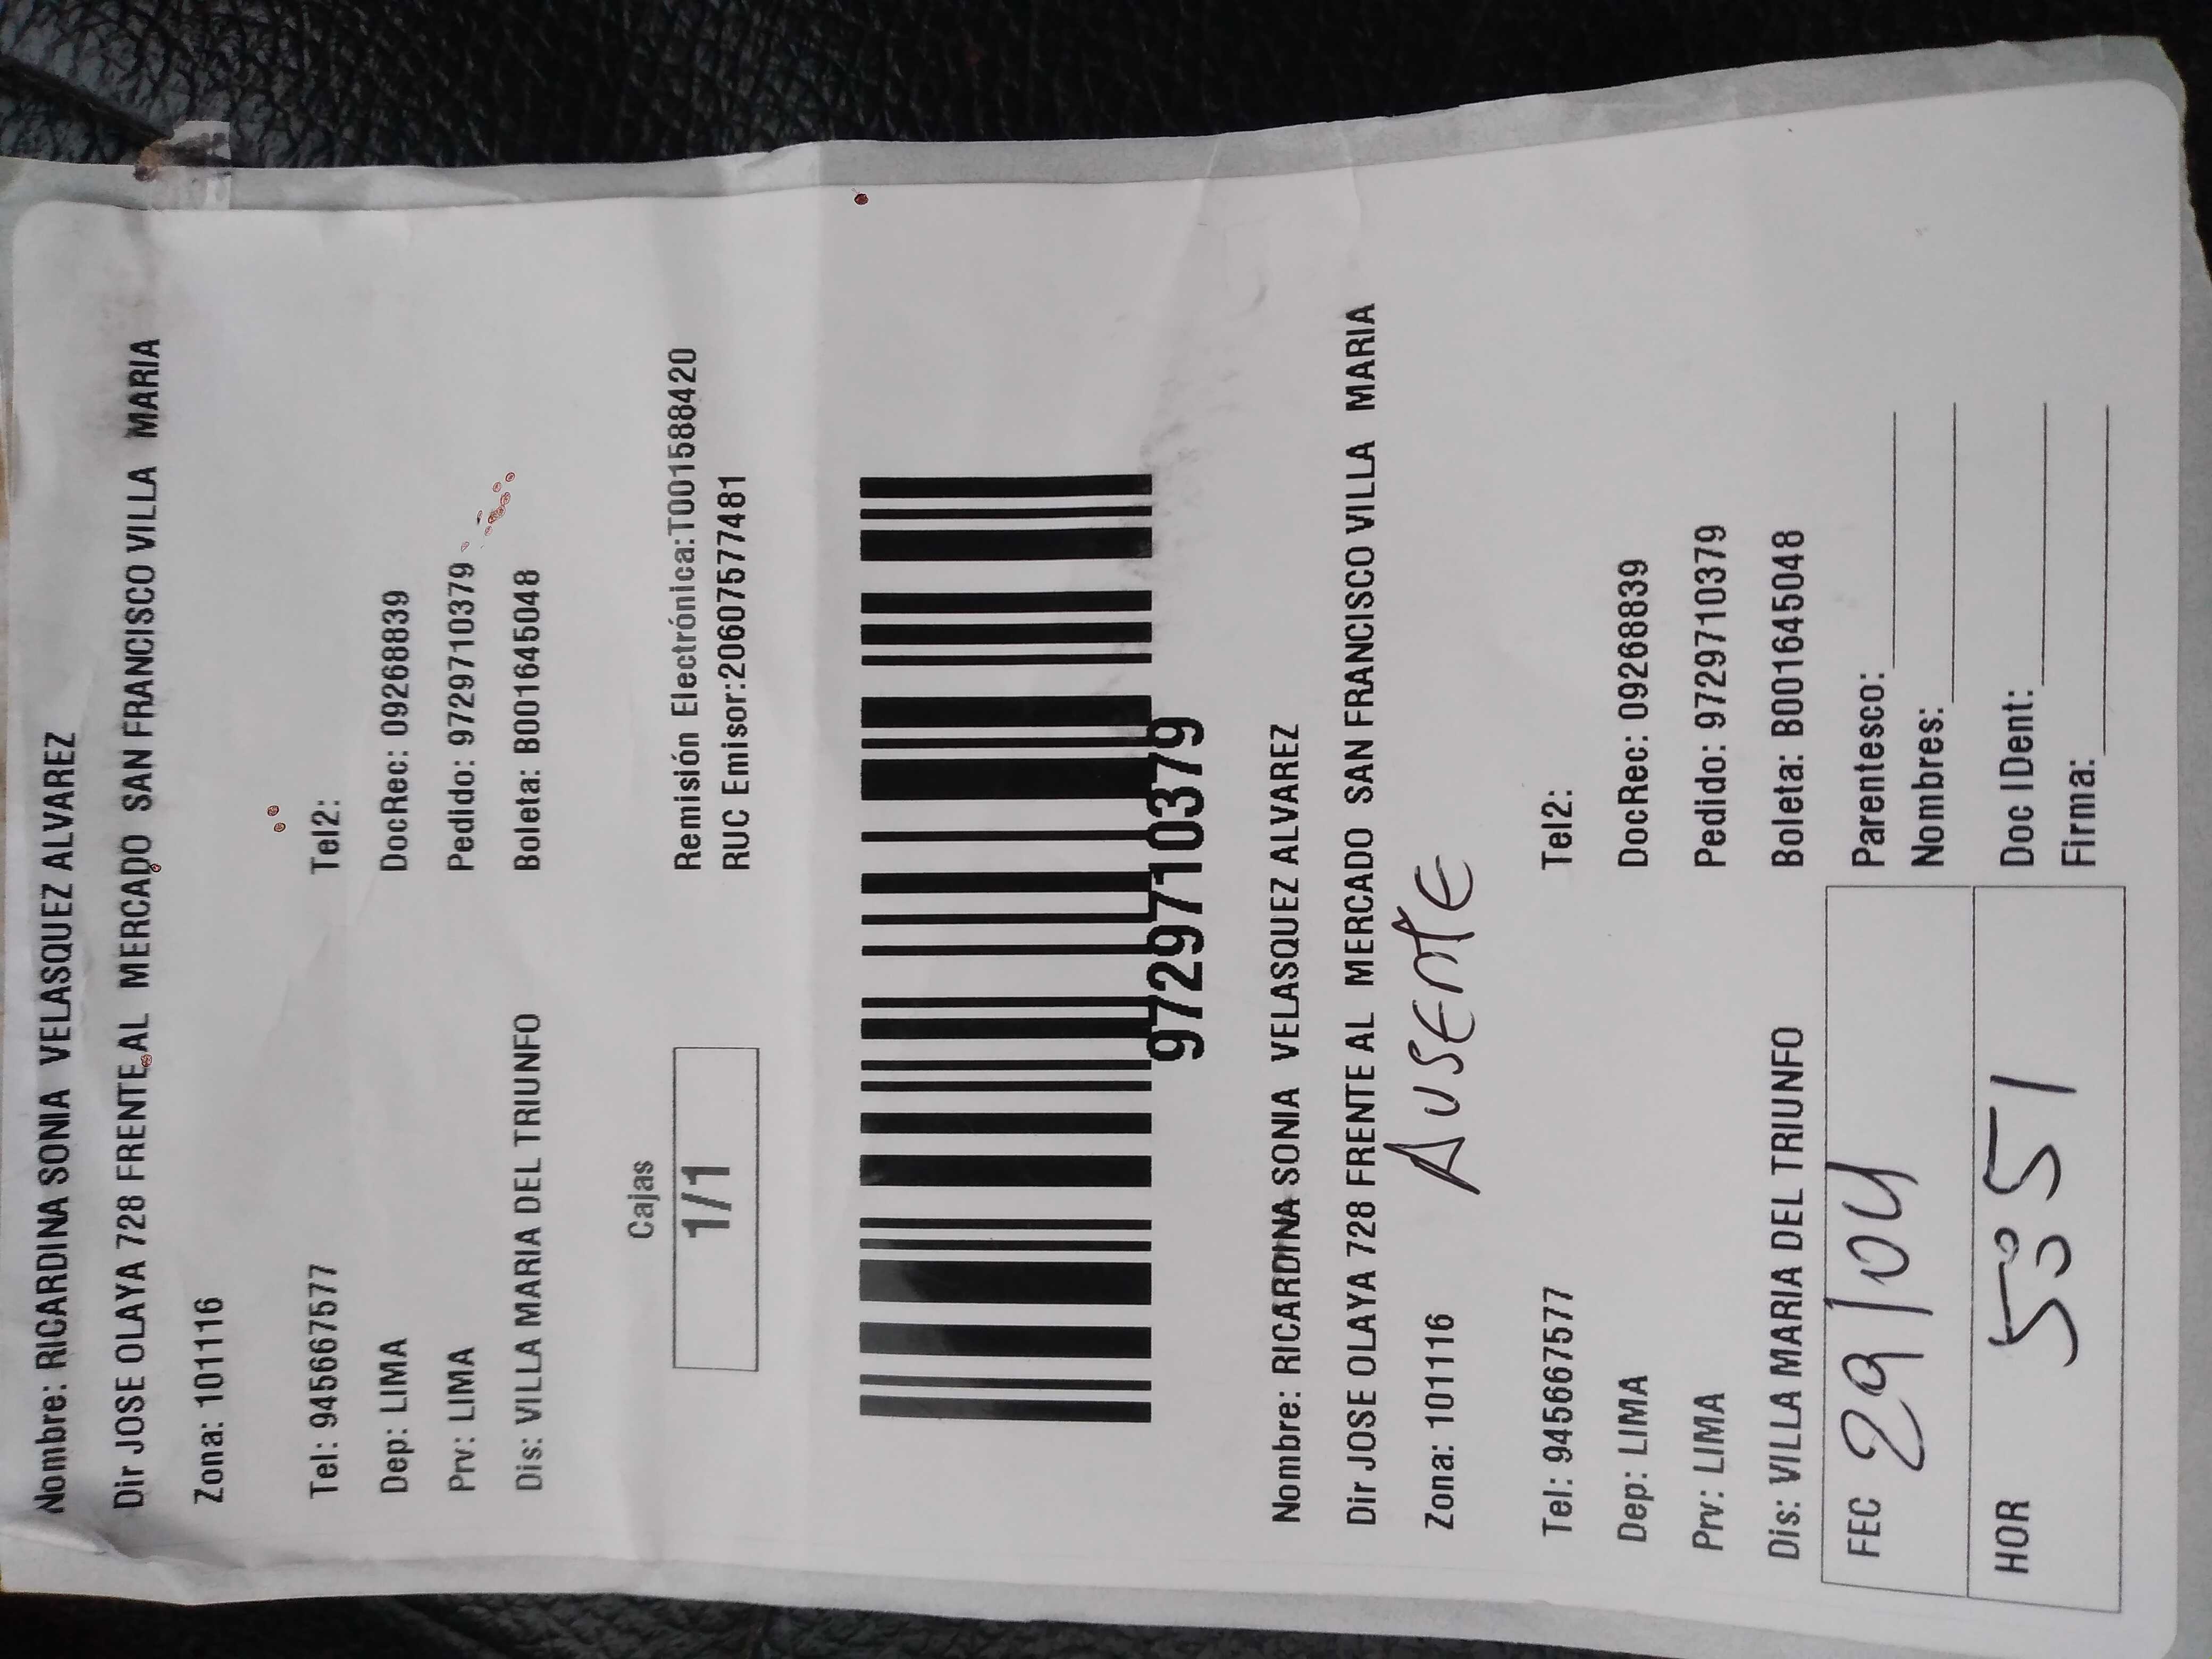 Nombre: RICARDINA SONIA VELASQUEZ ALVAREZ
Dir JOSE OLAYA 728 FRENTE AL MERCADO SAN FRANCISCO VILLA MARIA
Zona: 101116
Tel: 945667577 Tel2:
Dep: LIMA DocRec: 09268839
Prv: LIMA Pedido: 9729710379
Dis: VILLA MARIA DEL TRIUNFO Boleta: B001645048
Cajas
1/1
Remisión Electrónica:T001588420
RUC Emisor:20607577481
9729710379
Nombre: RICARDINA SONIA VELASQUEZ ALVAREZ
Dir JOSE OLAYA 728 FRENTE AL MERCADO SAN FRANCISCO VILLA MARIA
Zona: 101116 AUSENTE
Tel: 945667577 Tel2:
Dep: LIMA DocRec: 09268839
Prv: LIMA Pedido: 9729710379
Dis: VILLA MARIA DEL TRIUNFO Boleta: B001645048
FEC 29/04
HOR 5:51
Parentesco:
Nombres:
Doc IDent:
Firma: